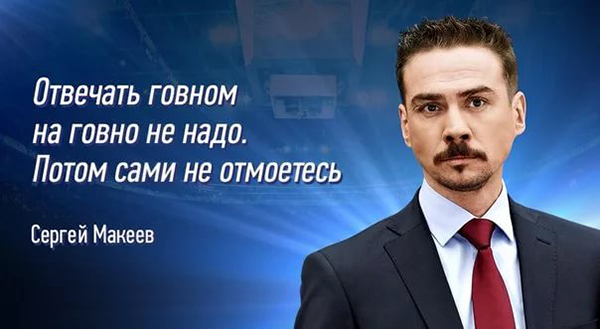 Отвечать говном
на говно не надо.
Потом сами не отмоетесь
Сергей Макеев